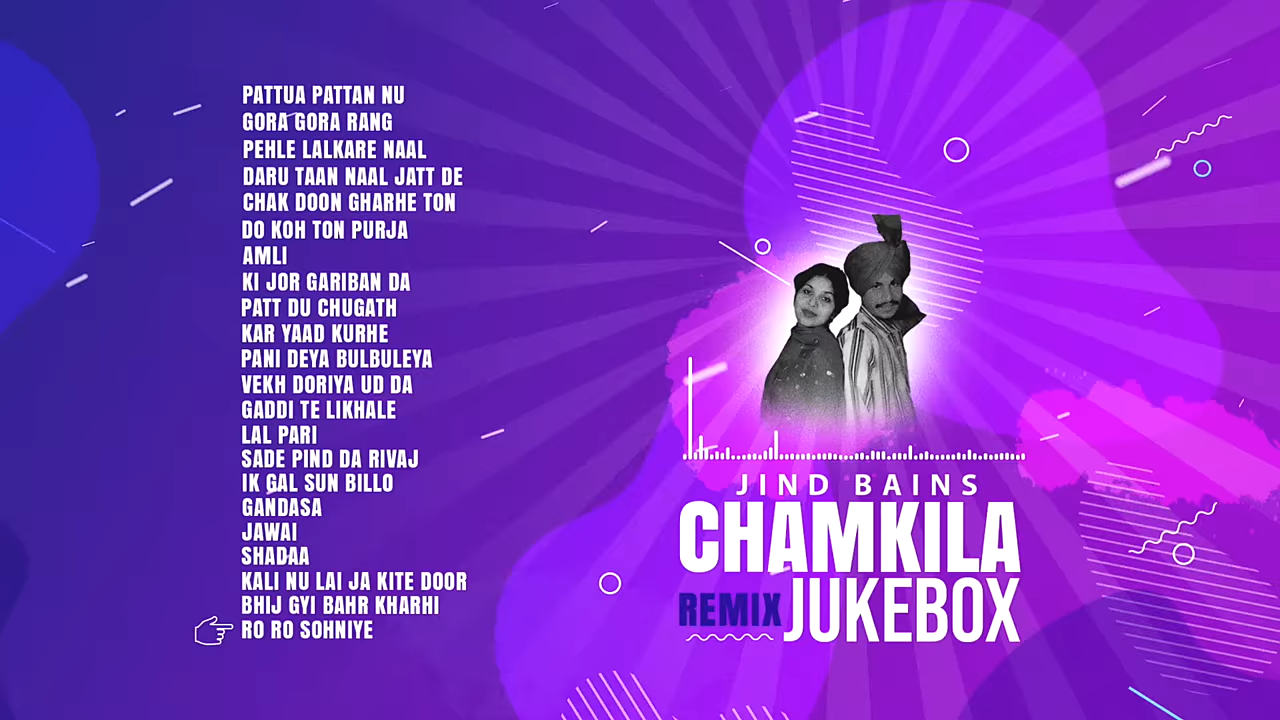 PATTUA PATTAN NU
GORA GORA RANG
PEHLE LALKARE NAAL
DARU TAAN NAAL JATT DE
CHAK DOON GHARHE TON
DO KOH TON PURJA
AMLI
KI JOR GARIBAN DA
PATT DU CHUGATH
KAR YAAD KURHE
PANI DEYA BULBULEYA
VEKH DORIYA UD DA
GADDI TE LIKHALE
LAL PARI
SADE PIND DA RIVAJ
IK GAL SUN BILLO
GANDASA
JAWAI
SHADAA
KALI NU LAI JA KITE DOOR
BHIJ GYI BAHR KHARHI
RO RO SOHNIYE
JIND BAINS
CHAMKILA
REMIX JUKEBOX